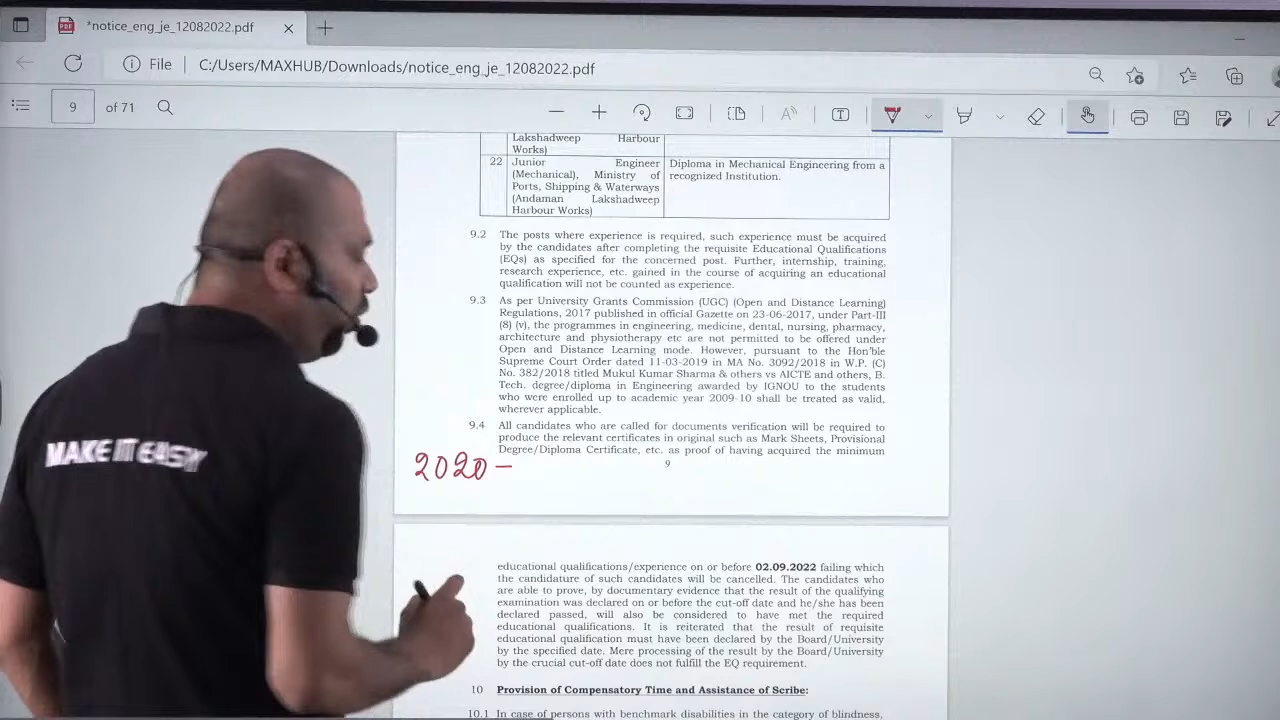 *notice_eng_je_12082022.pdf
File
C:/Users/MAXHUB/Downloads/notice_eng_je_12082022.pdf
9 of 71
Lakshadweep Harbour
Works)
22 Junior Engineer
(Mechanical), Ministry of
Ports, Shipping & Waterways
(Andaman Lakshadweep
Harbour Works)
Diploma in Mechanical Engineering from a
recognized Institution.
9.2 The posts where experience is required, such experience must be acquired
by the candidates after completing the requisite Educational Qualifications
(EQs) as specified for the concerned post. Further, internship, training,
research experience, etc. gained in the course of acquiring an educational
qualification will not be counted as experience.
9.3 As per University Grants Commission (UGC) (Open and Distance Learning)
Regulations, 2017 published in official Gazette on 23-06-2017, under Part-III
(8) (v), the programmes in engineering, medicine, dental, nursing, pharmacy,
architecture and physiotherapy etc are not permitted to be offered under
Open and Distance Learning mode. However, pursuant to the Hon'ble
Supreme Court Order dated 11-03-2019 in MA No. 3092/2018 in W.P. (C)
No. 382/2018 titled Mukul Kumar Sharma & others vs AICTE and others, B.
Tech. degree/diploma in Engineering awarded by IGNOU to the students
who were enrolled up to academic year 2009-10 shall be treated as valid,
wherever applicable.
9.4 All candidates who are called for documents verification will be required to
produce the relevant certificates in original such as Mark Sheets, Provisional
Degree/Diploma Certificate, etc. as proof of having acquired the minimum
9
2020 -
educational qualifications/experience on or before 02.09.2022 failing which
the candidature of such candidates will be cancelled. The candidates who
are able to prove, by documentary evidence that the result of the qualifying
examination was declared on or before the cut-off date and he/she has been
declared passed, will also be considered to have met the required
educational qualifications. It is reiterated that the result of requisite
educational qualification must have been declared by the Board/University
by the specified date. Mere processing of the result by the Board/University
by the crucial cut-off date does not fulfill the EQ requirement.
10 Provision of Compensatory Time and Assistance of Scribe:
10.1 In case of persons with benchmark disabilities in the category of blindness,
MAKE IT EASY